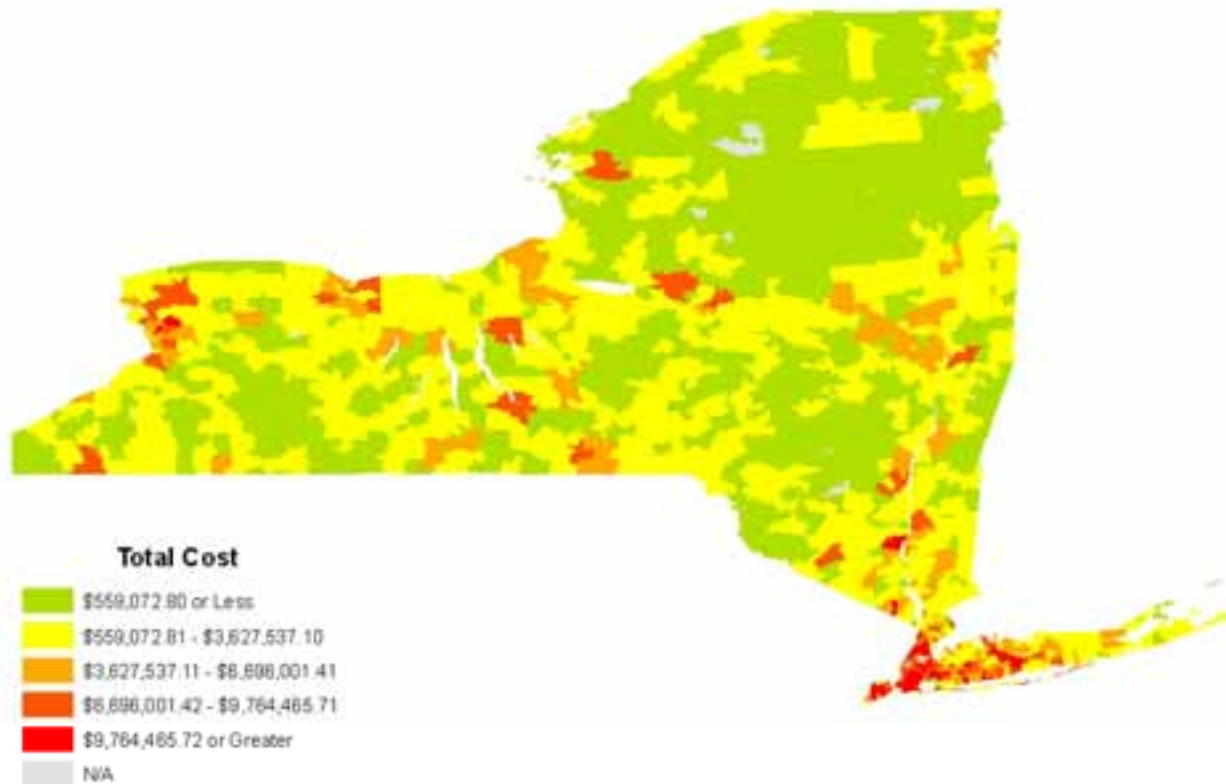 Total Cost
$559,072.80 or Less
$559,072.81 - $3,627,537.10
$3,627,537.11 - $6,696,001.41
$6,696,001.42 - $9,764,465.71
$9,764,465.72 or Greater
N/A